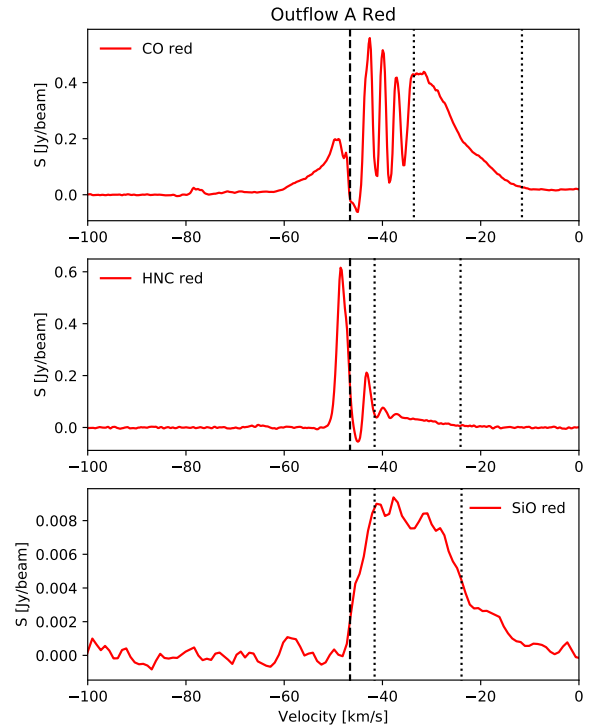 Outflow A Red
CO red
S [Jy/beam]
0.4
0.2
0.0
−100 −80 −60 −40 −20 0
HNC red
S [Jy/beam]
0.6
0.4
0.2
0.0
−100 −80 −60 −40 −20 0
SiO red
S [Jy/beam]
0.008
0.006
0.004
0.002
0.000
−100 −80 −60 −40 −20 0
Velocity [km/s]